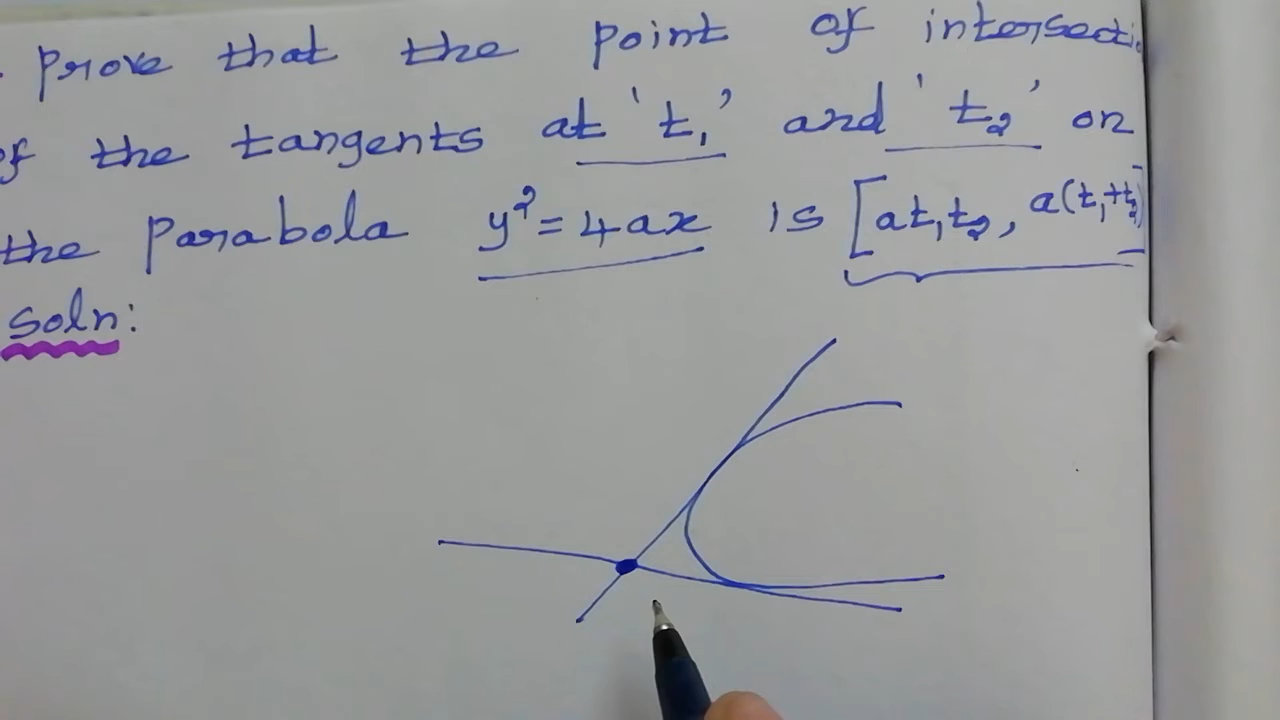 Prove that the point of intersecti
of the tangents at 't₁' and 't₂' on
the parabola y² = 4ax is [at₁t₂, a(t₁+t₂]
Soln: